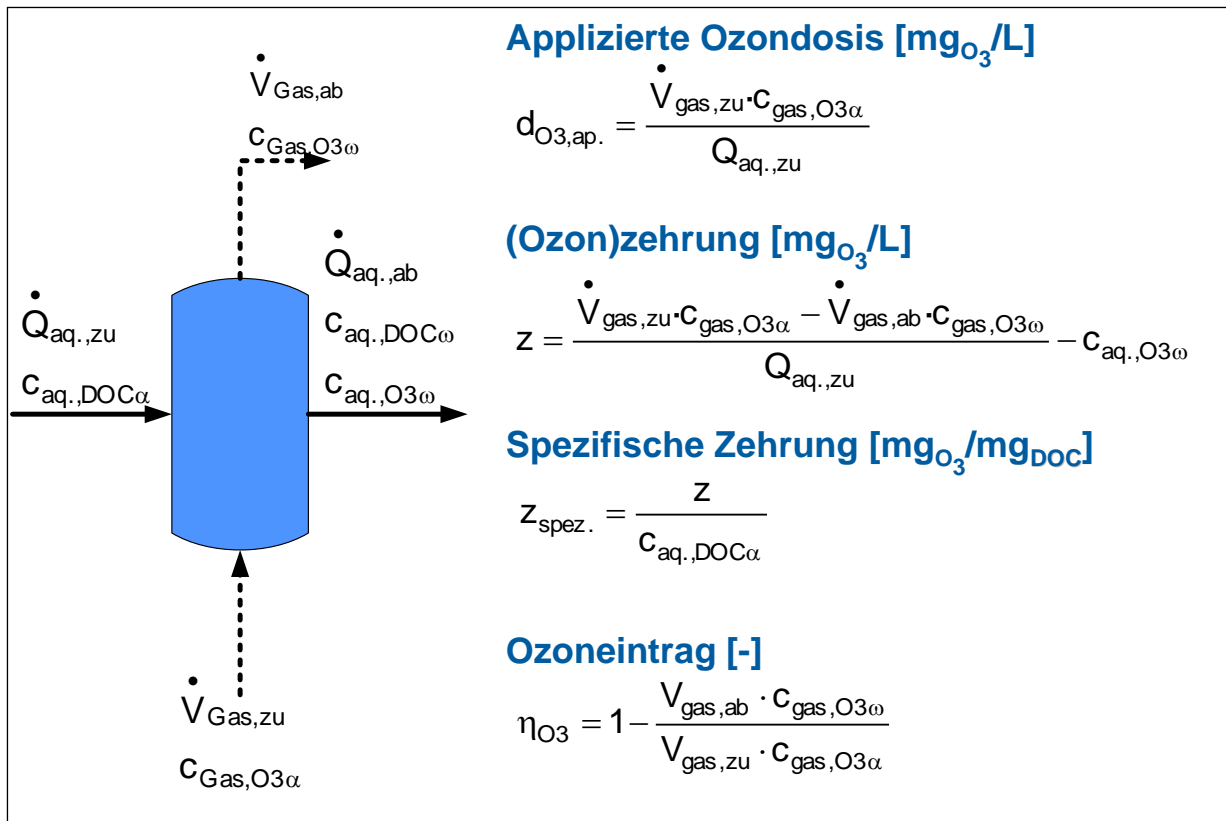 V̇Gas,ab
cGas,O3ω
Q̇aq.,ab
caq.,DOCω
caq.,O3ω
Q̇aq.,zu
caq.,DOCα
V̇Gas,zu
cGas,O3α
Applizierte Ozondosis [mgO3/L]
dO3,ap. = V̇gas,zu·cgas,O3α / Qaq.,zu
(Ozon)zehrung [mgO3/L]
z = (V̇gas,zu·cgas,O3α − V̇gas,ab·cgas,O3ω) / Qaq.,zu − caq.,O3ω
Spezifische Zehrung [mgO3/mgDOC]
zspez. = z / caq.,DOCα
Ozoneintrag [-]
ηO3 = 1− Vgas,ab · cgas,O3ω / Vgas,zu · cgas,O3α